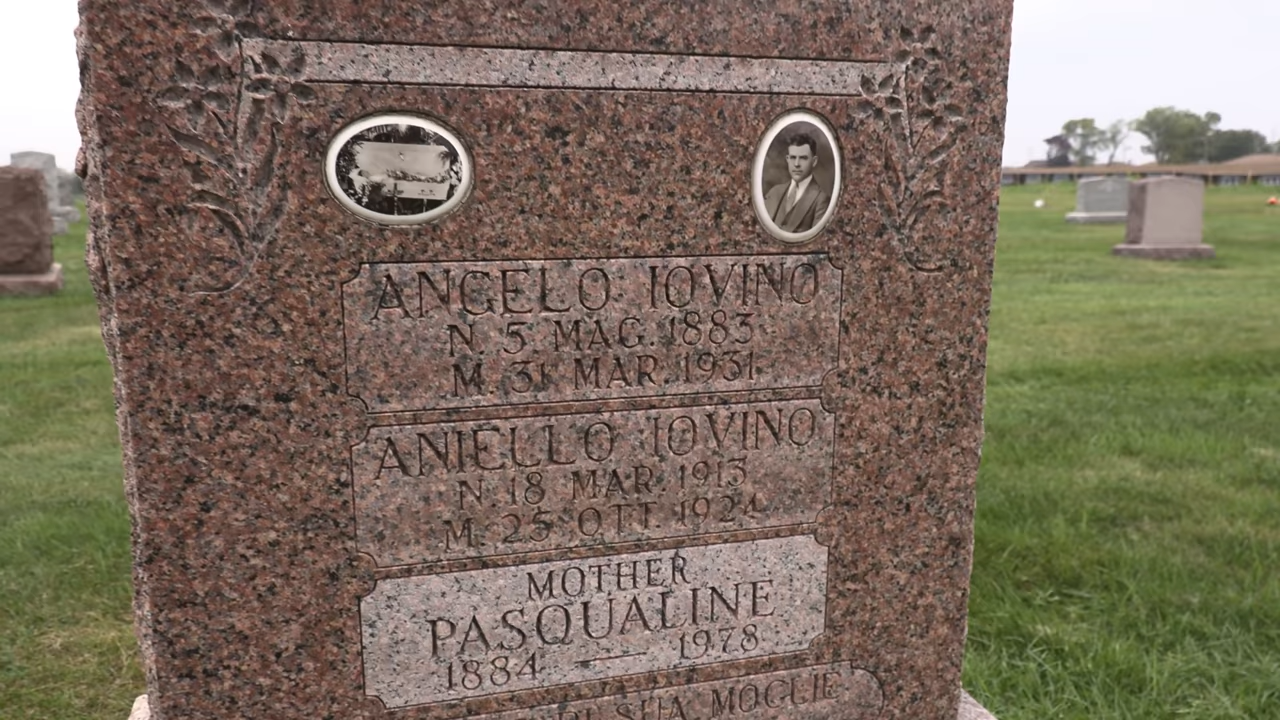 ANGELO IOVINO
N. 5 MAG. 1883
M. 31 MAR. 1931
ANIELLO IOVINO
N. 18 MAR. 1913
M. 25 OTT. 1924
MOTHER
PASQUALINE
1884 — 1978
DI SUA MOGLIE